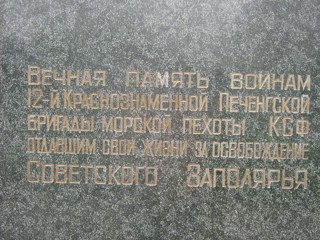 Вечная память воинам
12-й Краснознаменной Печенгской
бригады морской пехоты КСФ
отдавшим свои жизни за освобождение
Советского Заполярья